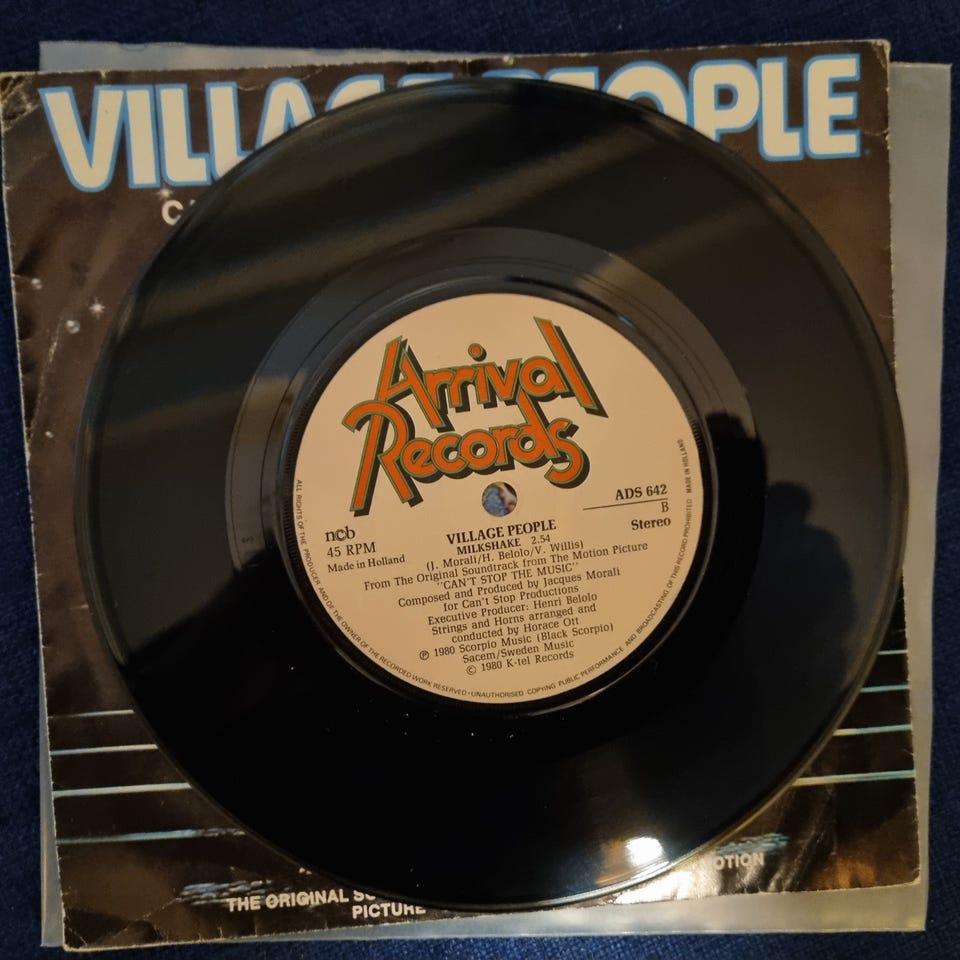 VILLAGE PEOPLE
Arrival
Records
ncb
45 RPM
Made in Holland
ADS 642
B
Stereo
VILLAGE PEOPLE
MILKSHAKE 2.54
(J. Morali/H. Belolo/V. Willis)
From The Original Soundtrack from The Motion Picture
"CAN'T STOP THE MUSIC"
Composed and Produced by Jacques Morali
for Can't Stop Productions
Executive Producer: Henri Belolo
Strings and Horns arranged and
conducted by Horace Ott
℗ 1980 Scorpio Music (Black Scorpio)
Sacem/Sweden Music
© 1980 K-tel Records
ALL RIGHTS OF THE PRODUCER AND OF THE OWNER OF THE RECORDED WORK RESERVED • UNAUTHORISED COPYING PUBLIC PERFORMANCE AND BROADCASTING OF THIS RECORD PROHIBITED MADE IN HOLLAND
OTION
THE ORIGINAL
PICTURE